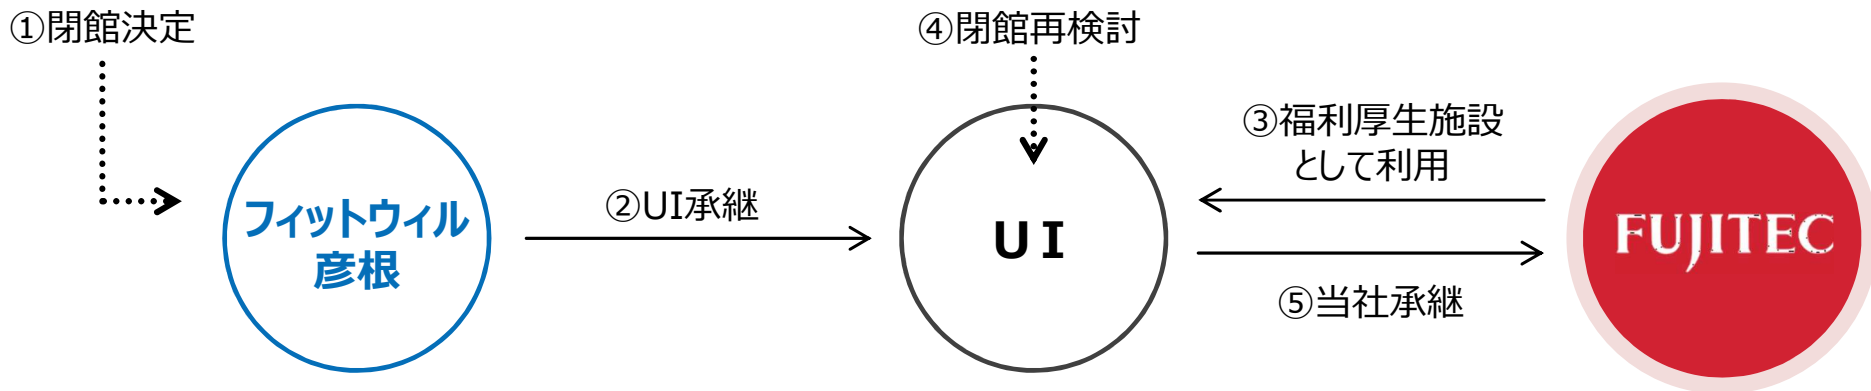 ①閉館決定
④閉館再検討
③福利厚生施設
として利用
②UI承継
フィットウィル
彦根
UI
FUJITEC
⑤当社承継